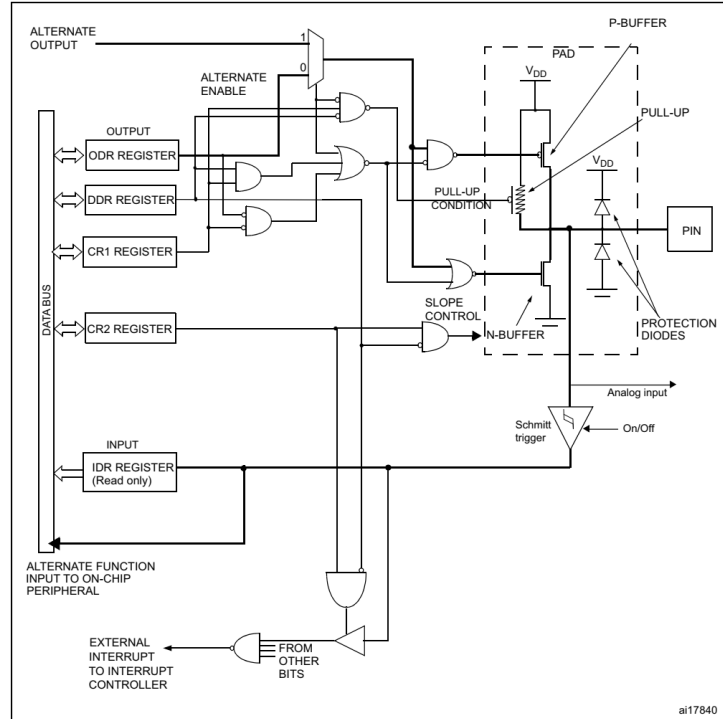 ALTERNATE
OUTPUT
1
0
ALTERNATE
ENABLE
P-BUFFER
PAD
VDD
PULL-UP
VDD
OUTPUT
ODR REGISTER
DDR REGISTER
PULL-UP
CONDITION
PIN
CR1 REGISTER
DATA BUS
SLOPE
CONTROL
CR2 REGISTER
N-BUFFER
PROTECTION
DIODES
Analog input
Schmitt
trigger
On/Off
INPUT
IDR REGISTER
(Read only)
ALTERNATE FUNCTION
INPUT TO ON-CHIP
PERIPHERAL
EXTERNAL
INTERRUPT
TO INTERRUPT
CONTROLLER
FROM
OTHER
BITS
ai17840